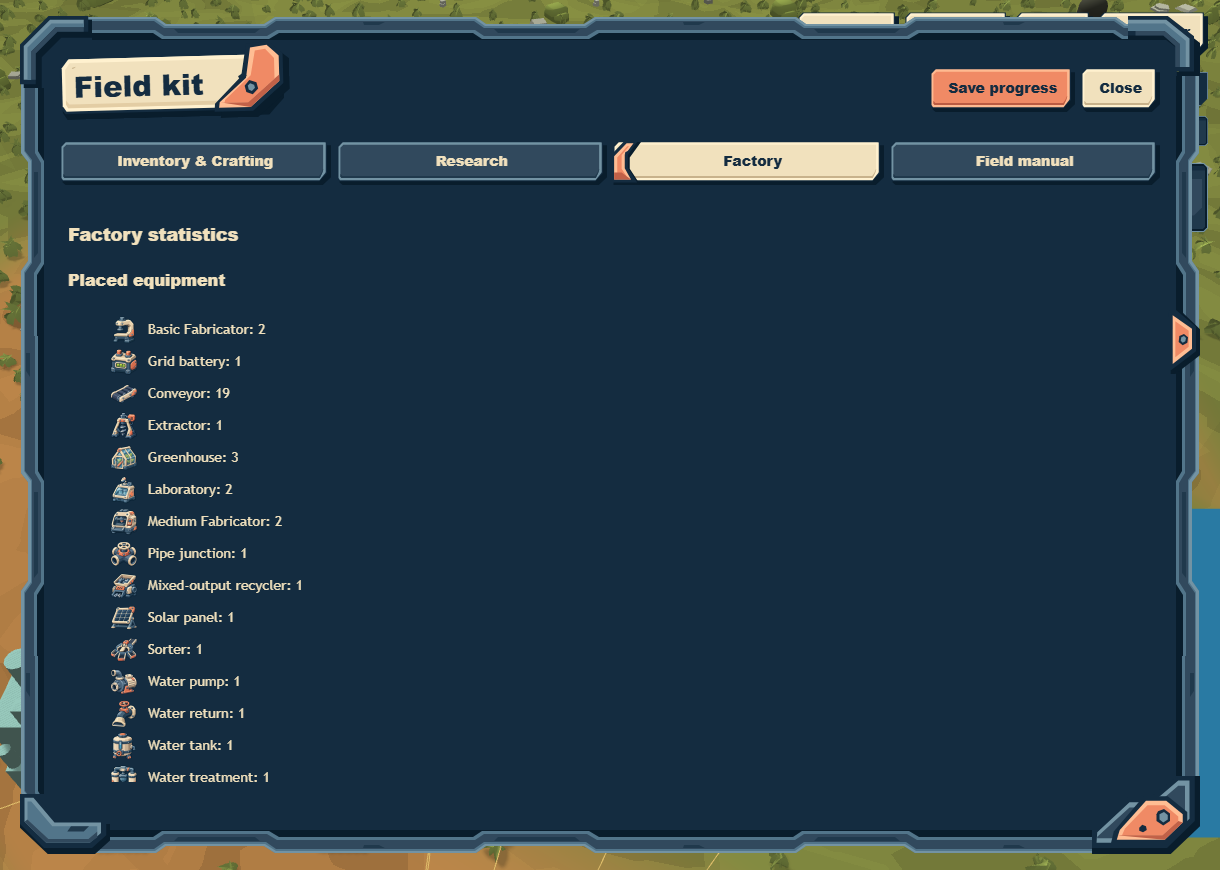 Field kit
Save progress
Close
Inventory & Crafting
Research
Factory
Field manual
Factory statistics
Placed equipment
Basic Fabricator: 2
Grid battery: 1
Conveyor: 19
Extractor: 1
Greenhouse: 3
Laboratory: 2
Medium Fabricator: 2
Pipe junction: 1
Mixed-output recycler: 1
Solar panel: 1
Sorter: 1
Water pump: 1
Water return: 1
Water tank: 1
Water treatment: 1